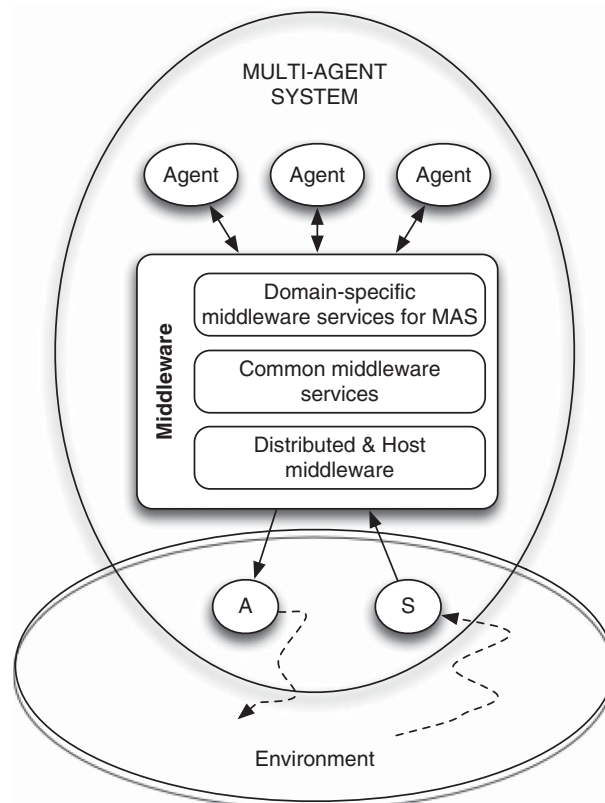 MULTI-AGENT
SYSTEM
Agent
Agent
Agent
Middleware
Domain-specific
middleware services for MAS
Common middleware
services
Distributed & Host
middleware
A
S
Environment